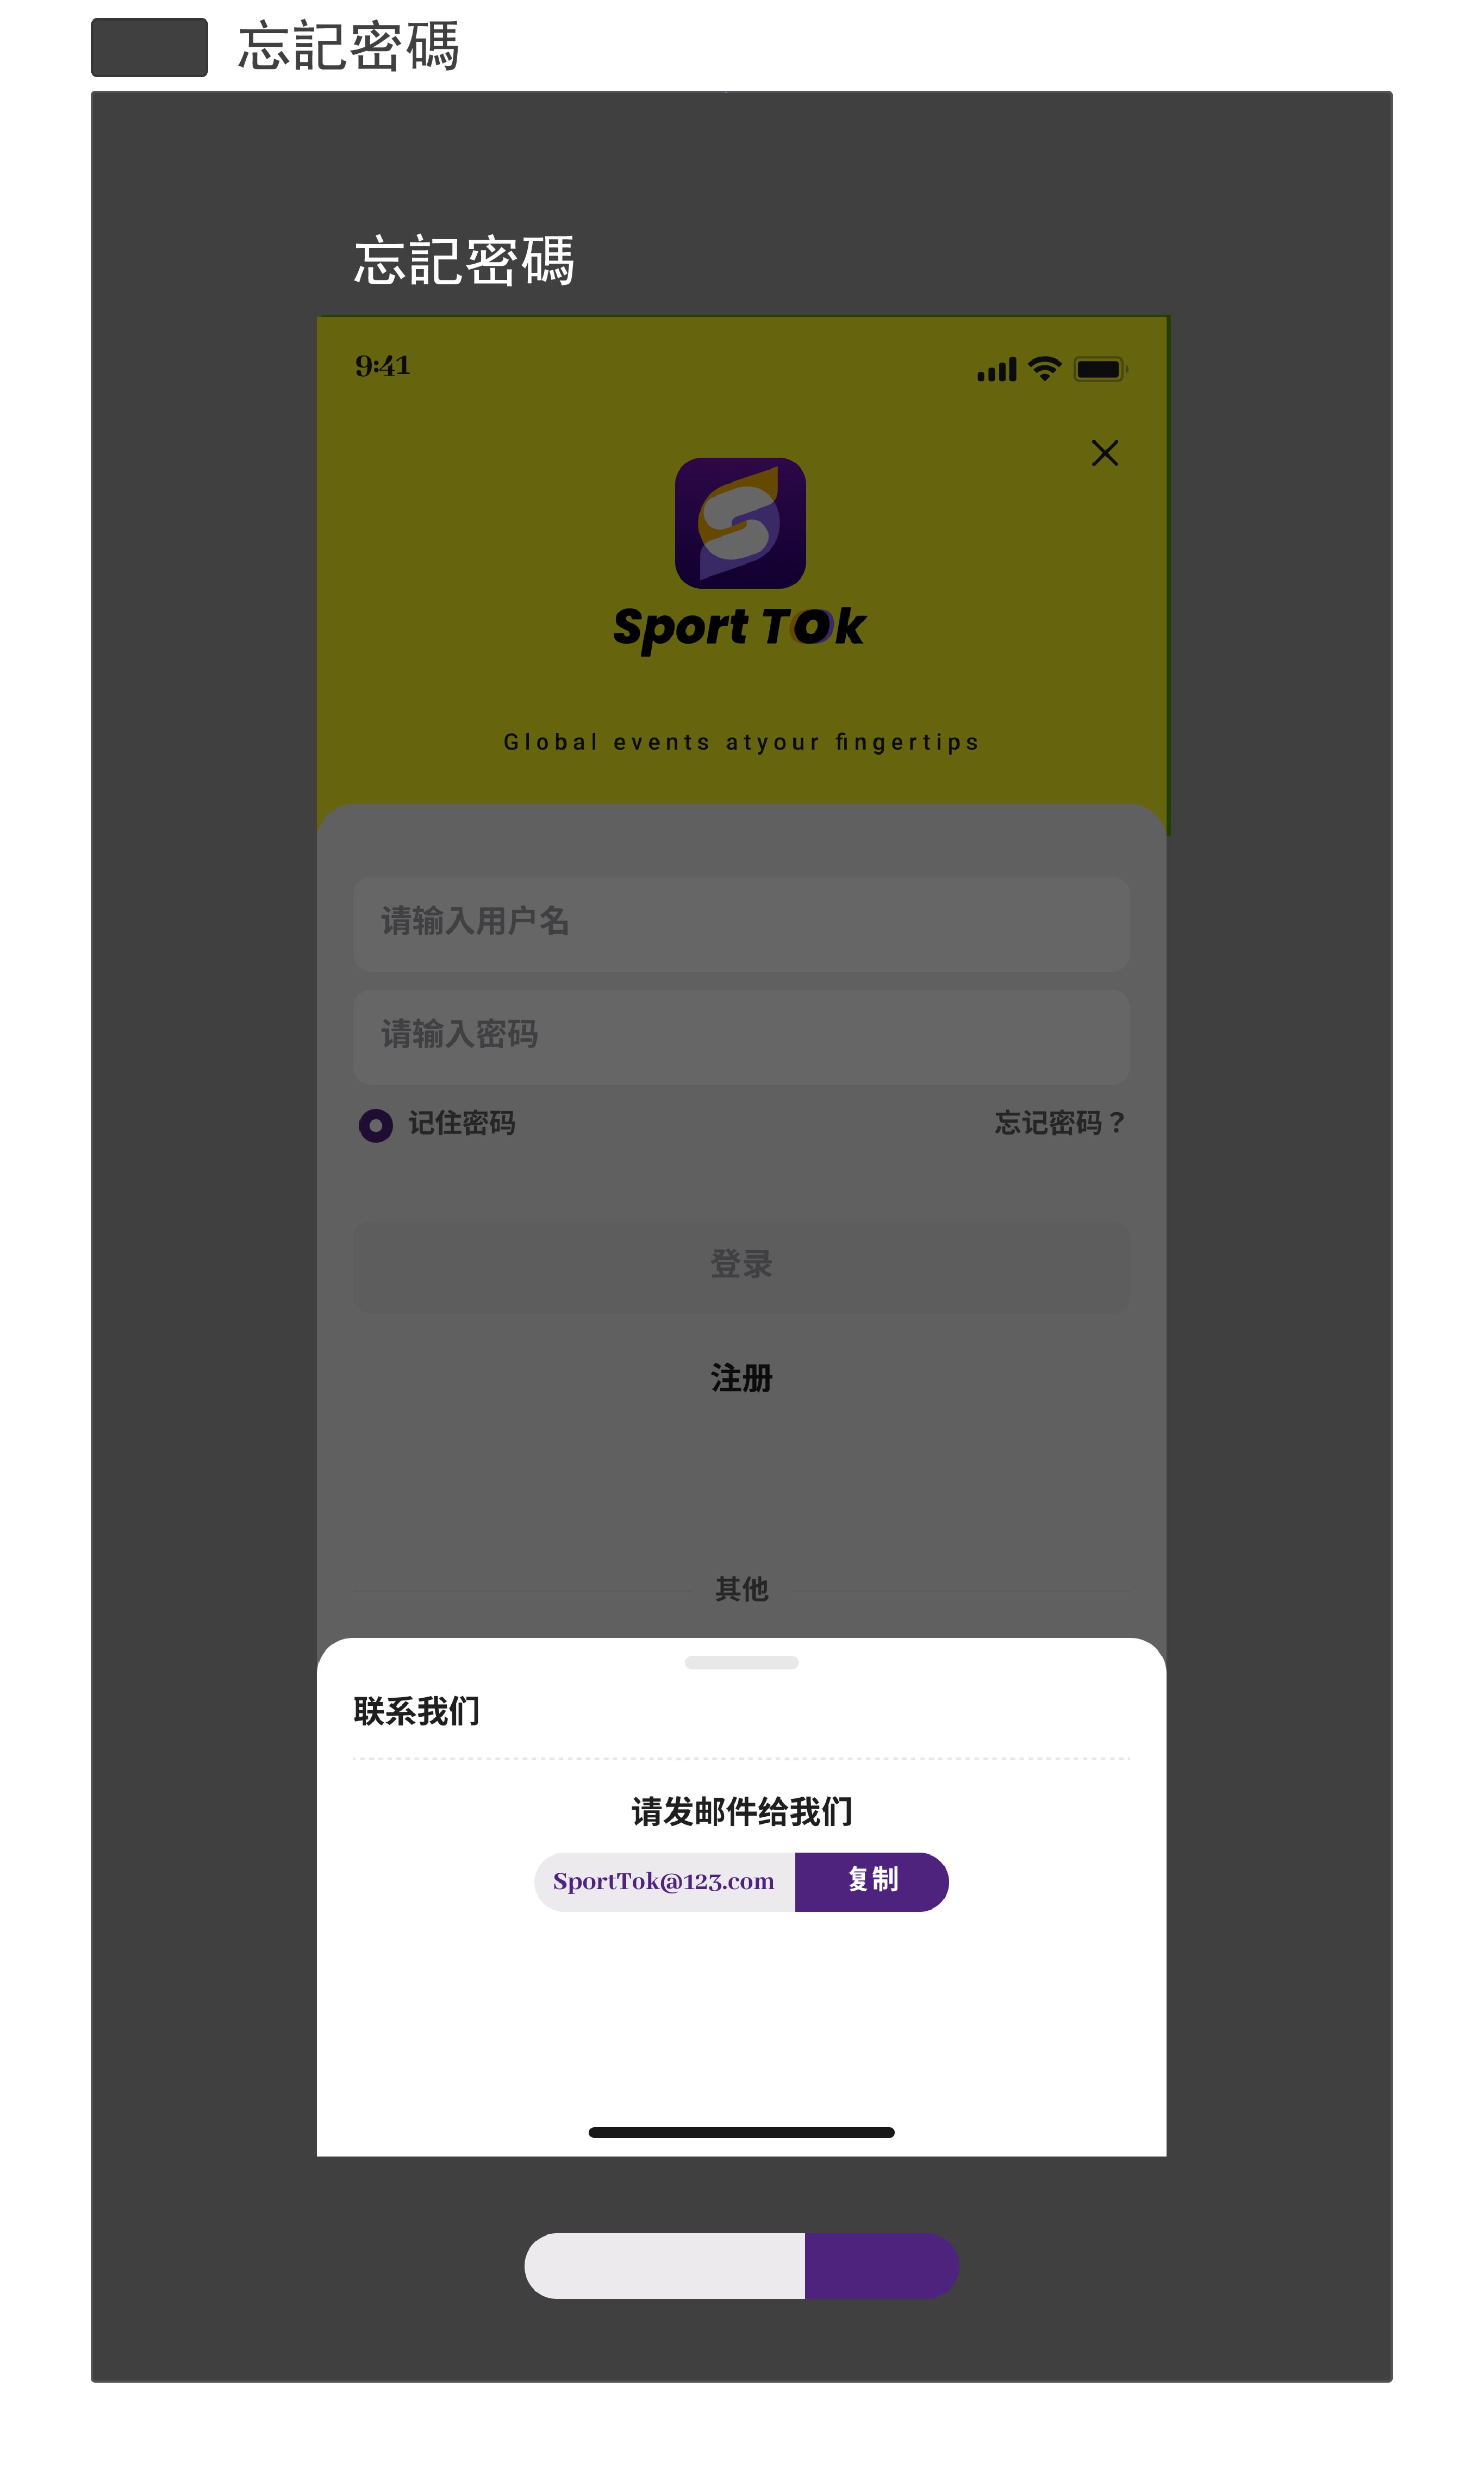 忘記密碼
忘記密碼
9:41
Sport TOk
Global events atyour fingertips
请输入用户名
请输入密码
记住密码
忘记密码？
登录
注册
其他
联系我们
请发邮件给我们
SportTok@123.com
复制